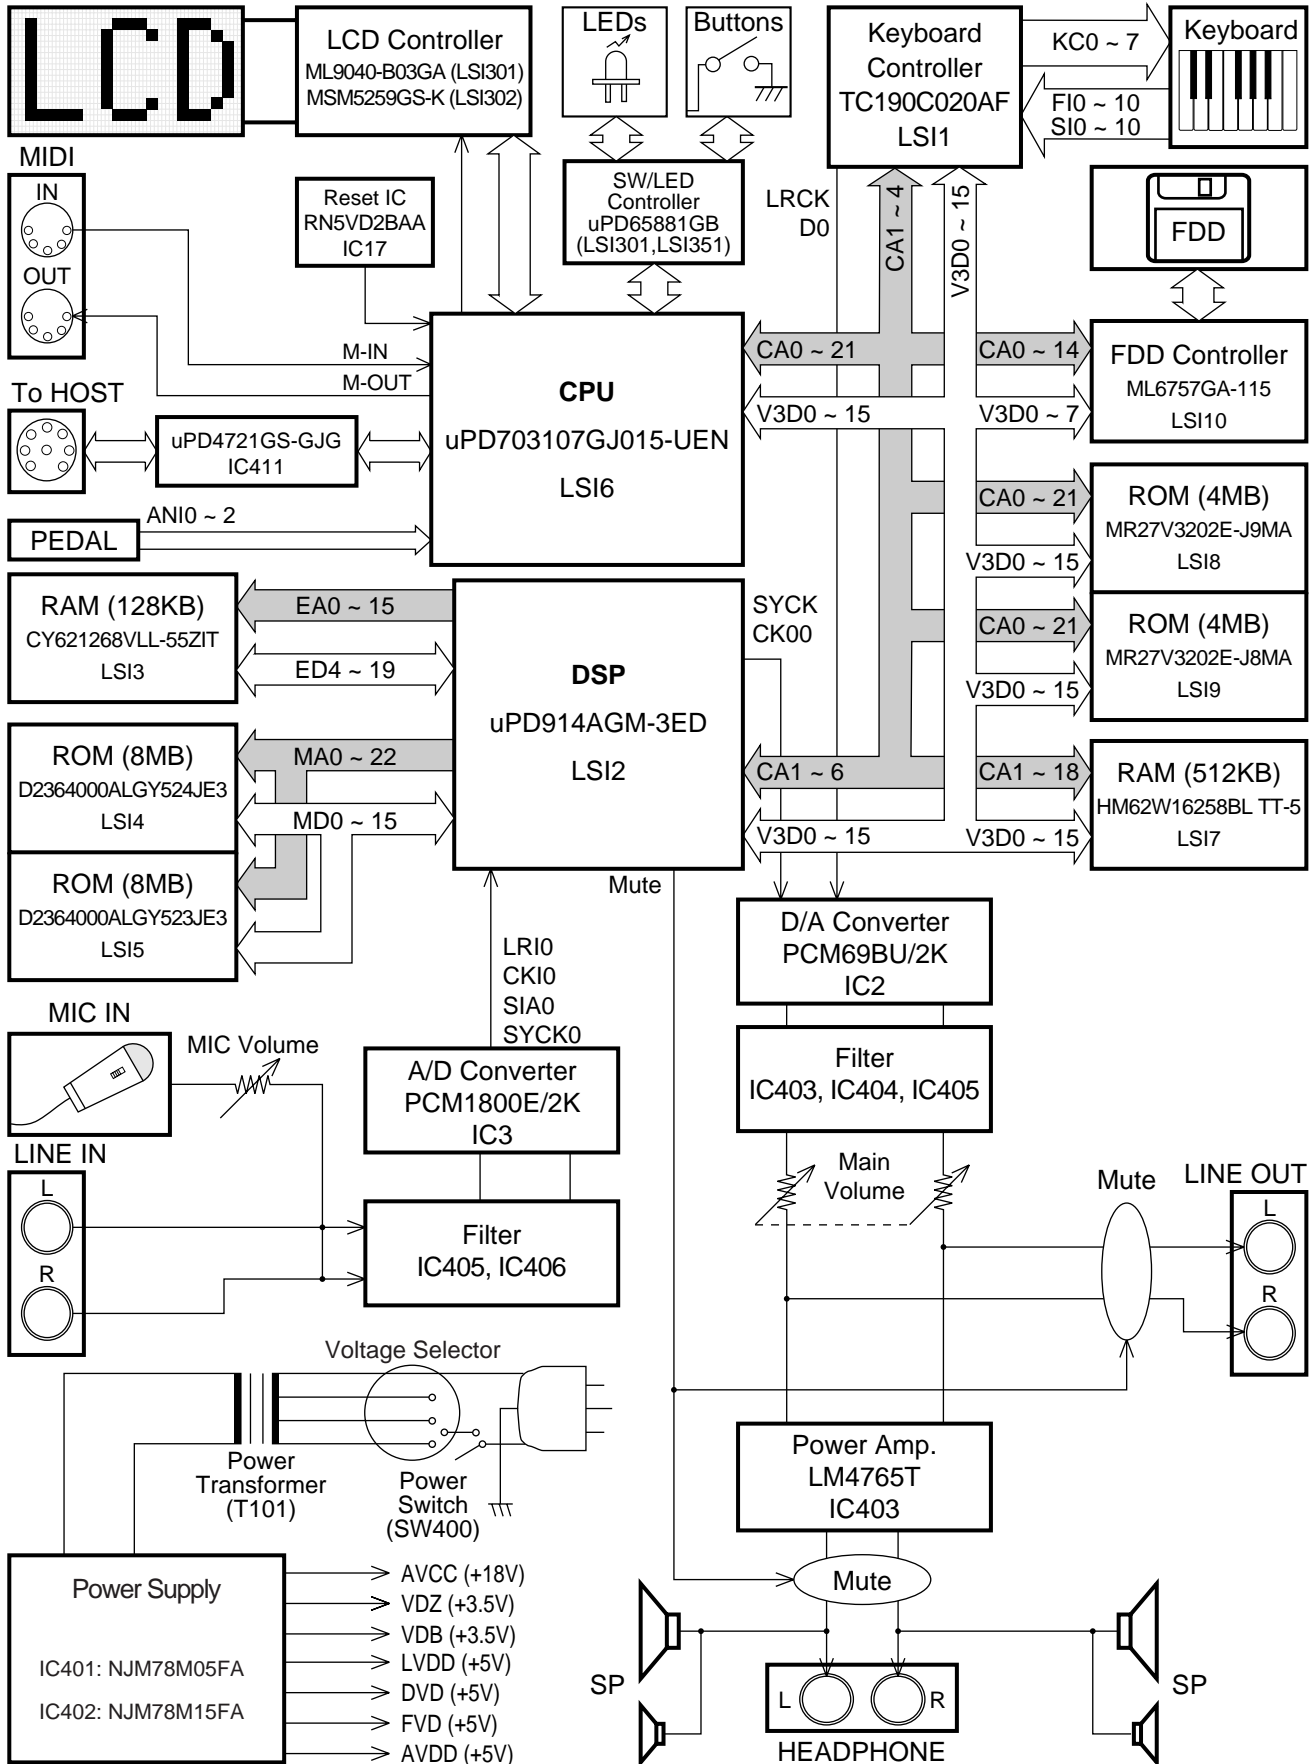 LCD
LCD Controller
ML9040-B03GA (LSI301)
MSM5259GS-K (LSI302)
LEDs
Buttons
Keyboard
Controller
TC190C020AF
LSI1
KC0 ~ 7
FI0 ~ 10
SI0 ~ 10
Keyboard
MIDI
IN
OUT
Reset IC
RN5VD2BAA
IC17
SW/LED
Controller
uPD65881GB
(LSI301,LSI351)
LRCK
D0
CA1 ~ 4
V3D0 ~ 15
FDD
M-IN
M-OUT
CPU
uPD703107GJ015-UEN
LSI6
CA0 ~ 21
V3D0 ~ 15
CA0 ~ 14
V3D0 ~ 7
FDD Controller
ML6757GA-115
LSI10
To HOST
uPD4721GS-GJG
IC411
PEDAL
ANI0 ~ 2
CA0 ~ 21
V3D0 ~ 15
ROM (4MB)
MR27V3202E-J9MA
LSI8
CA0 ~ 21
V3D0 ~ 15
ROM (4MB)
MR27V3202E-J8MA
LSI9
RAM (128KB)
CY621268VLL-55ZIT
LSI3
EA0 ~ 15
ED4 ~ 19
DSP
uPD914AGM-3ED
LSI2
SYCK
CK00
ROM (8MB)
D2364000ALGY524JE3
LSI4
MA0 ~ 22
MD0 ~ 15
ROM (8MB)
D2364000ALGY523JE3
LSI5
CA1 ~ 6
V3D0 ~ 15
CA1 ~ 18
V3D0 ~ 15
RAM (512KB)
HM62W16258BL TT-5
LSI7
Mute
LRI0
CKI0
SIA0
SYCK0
D/A Converter
PCM69BU/2K
IC2
MIC IN
MIC Volume
A/D Converter
PCM1800E/2K
IC3
Filter
IC403, IC404, IC405
LINE IN
L
R
Filter
IC405, IC406
Main
Volume
Mute
LINE OUT
L
R
Voltage Selector
Power
Transformer
(T101)
Power
Switch
(SW400)
Power Amp.
LM4765T
IC403
Mute
Power Supply
IC401: NJM78M05FA
IC402: NJM78M15FA
AVCC (+18V)
VDZ (+3.5V)
VDB (+3.5V)
LVDD (+5V)
DVD (+5V)
FVD (+5V)
AVDD (+5V)
SP
L
R
SP
HEADPHONE